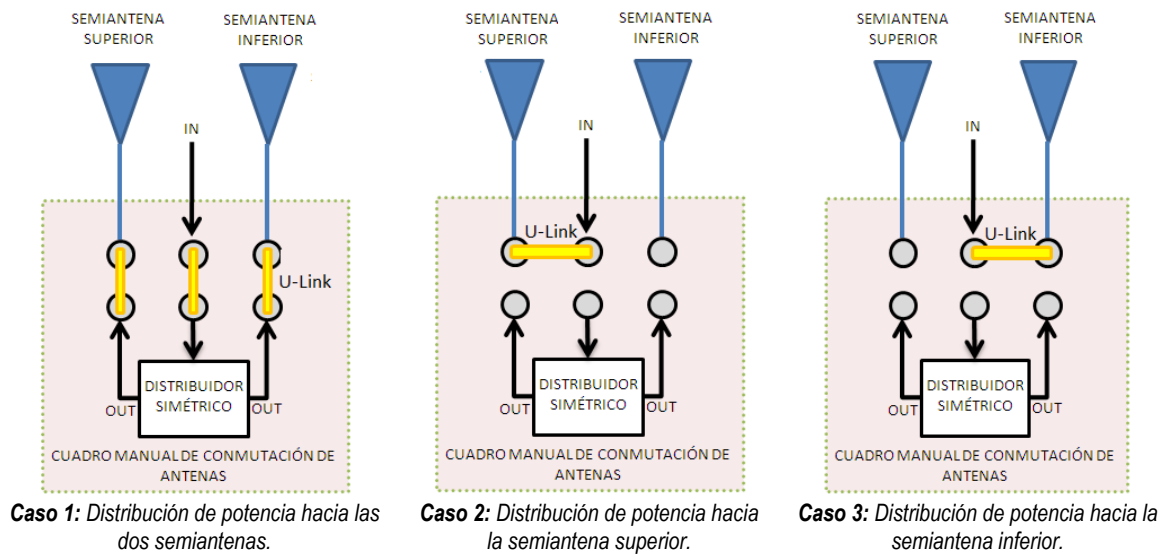 SEMIANTENA
SUPERIOR
SEMIANTENA
INFERIOR
IN
U-Link
DISTRIBUIDOR
SIMÉTRICO
OUT
OUT
CUADRO MANUAL DE CONMUTACIÓN DE
ANTENAS
Caso 1: Distribución de potencia hacia las
dos semiantenas.
SEMIANTENA
SUPERIOR
SEMIANTENA
INFERIOR
IN
U-Link
DISTRIBUIDOR
SIMÉTRICO
OUT
OUT
CUADRO MANUAL DE CONMUTACIÓN DE
ANTENAS
Caso 2: Distribución de potencia hacia
la semiantena superior.
SEMIANTENA
SUPERIOR
SEMIANTENA
INFERIOR
IN
U-Link
DISTRIBUIDOR
SIMÉTRICO
OUT
OUT
CUADRO MANUAL DE CONMUTACIÓN DE
ANTENAS
Caso 3: Distribución de potencia hacia la
semiantena inferior.